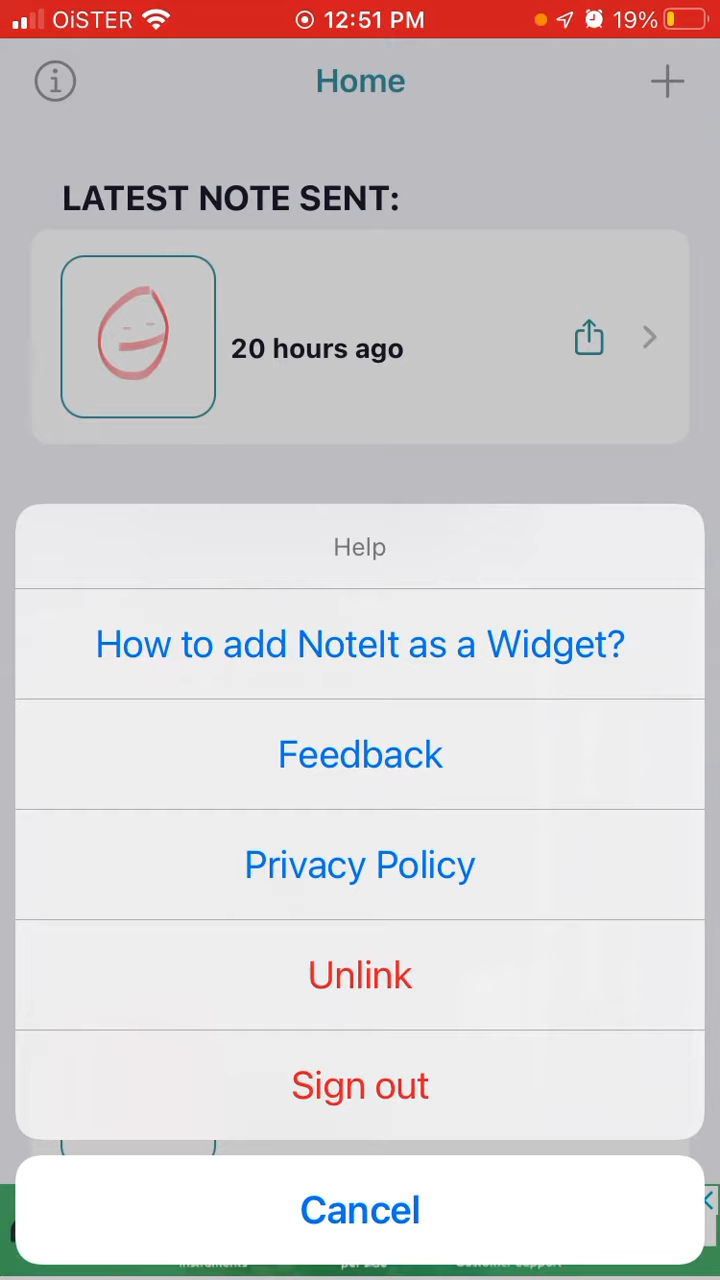 OiSTER 12:51 PM 19%
Home
LATEST NOTE SENT:
20 hours ago
Help
How to add NoteIt as a Widget?
Feedback
Privacy Policy
Unlink
Sign out
Cancel